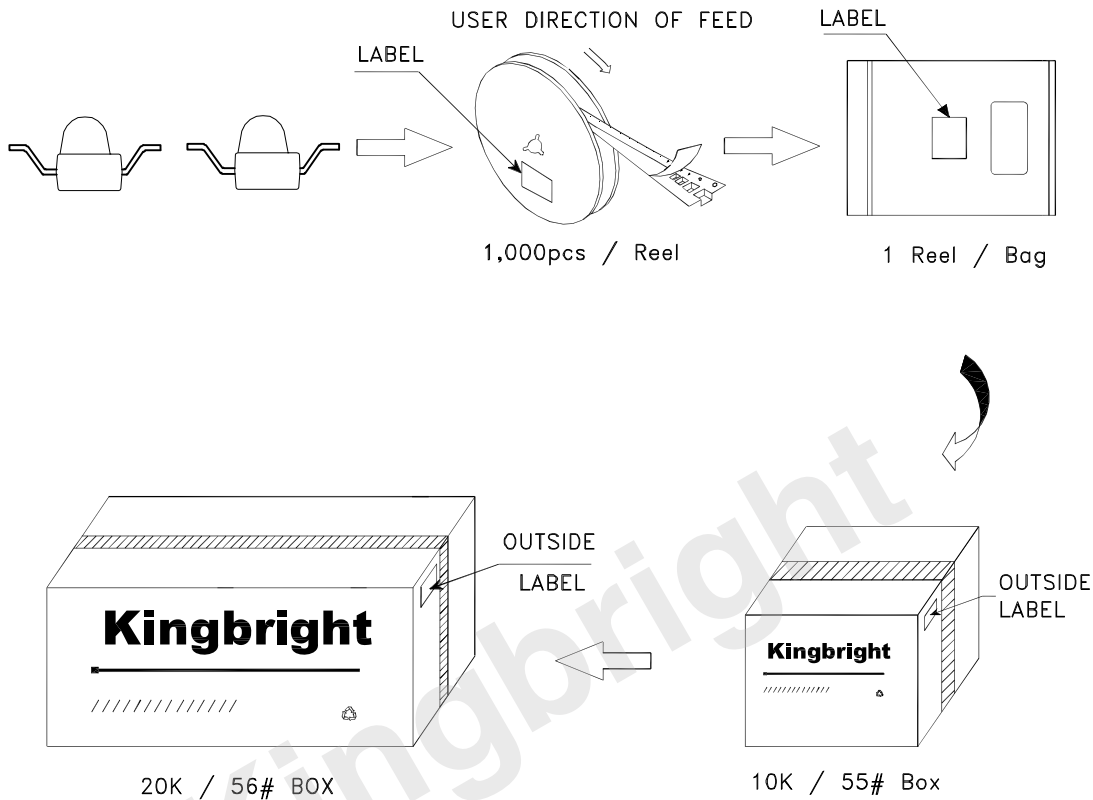 USER DIRECTION OF FEED
LABEL
LABEL
1,000pcs / Reel
1 Reel / Bag
OUTSIDE
LABEL
OUTSIDE
LABEL
Kingbright
Kingbright
Kingbright
20K / 56# BOX
10K / 55# Box